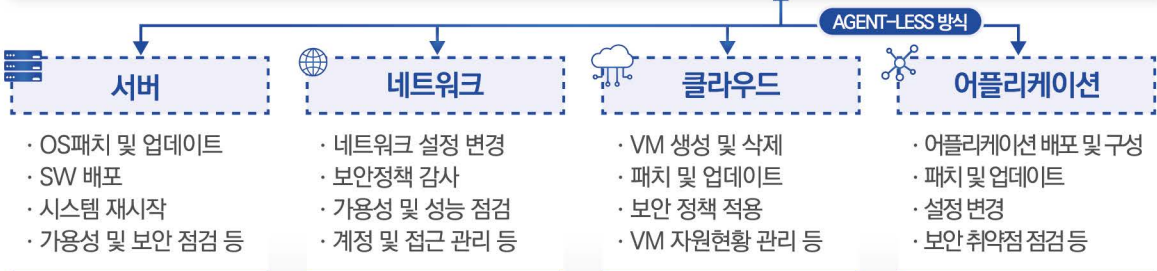 AGENT-LESS 방식
서버
· OS패치 및 업데이트
· SW 배포
· 시스템 재시작
· 가용성 및 보안 점검 등
네트워크
· 네트워크 설정 변경
· 보안정책 감사
· 가용성 및 성능 점검
· 계정 및 접근 관리 등
클라우드
· VM 생성 및 삭제
· 패치 및 업데이트
· 보안 정책 적용
· VM 자원현황 관리 등
어플리케이션
· 어플리케이션 배포 및 구성
· 패치 및 업데이트
· 설정 변경
· 보안 취약점 점검 등